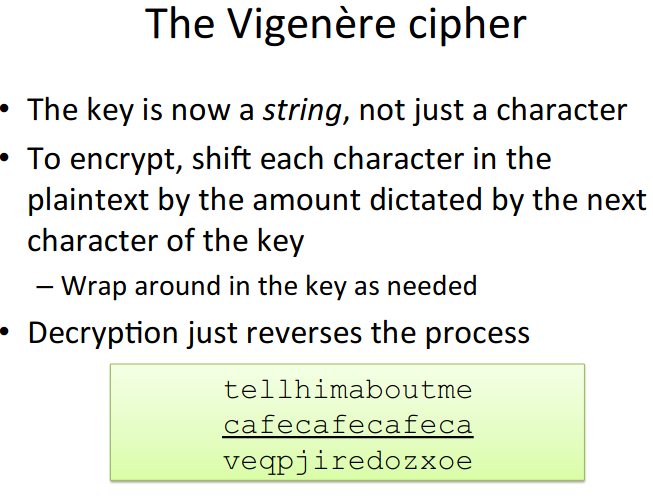 The Vigenère cipher
• The key is now a string, not just a character
• To encrypt, shift each character in the
plaintext by the amount dictated by the next
character of the key
– Wrap around in the key as needed
• Decryption just reverses the process
tellhimaboutme
cafecafecafeca
veqpjiredozxoe